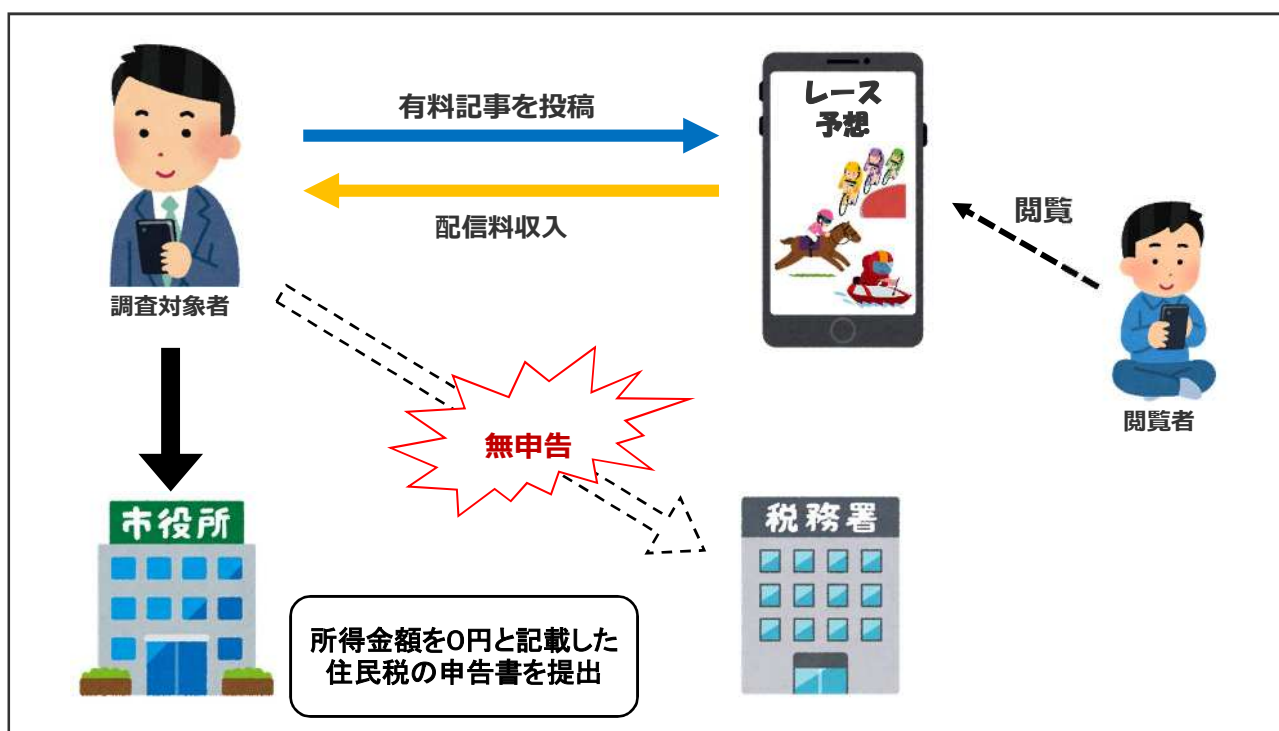 レース
予想
有料記事を投稿
配信料収入
閲覧
調査対象者
閲覧者
無申告
市役所
税務署
所得金額を0円と記載した
住民税の申告書を提出